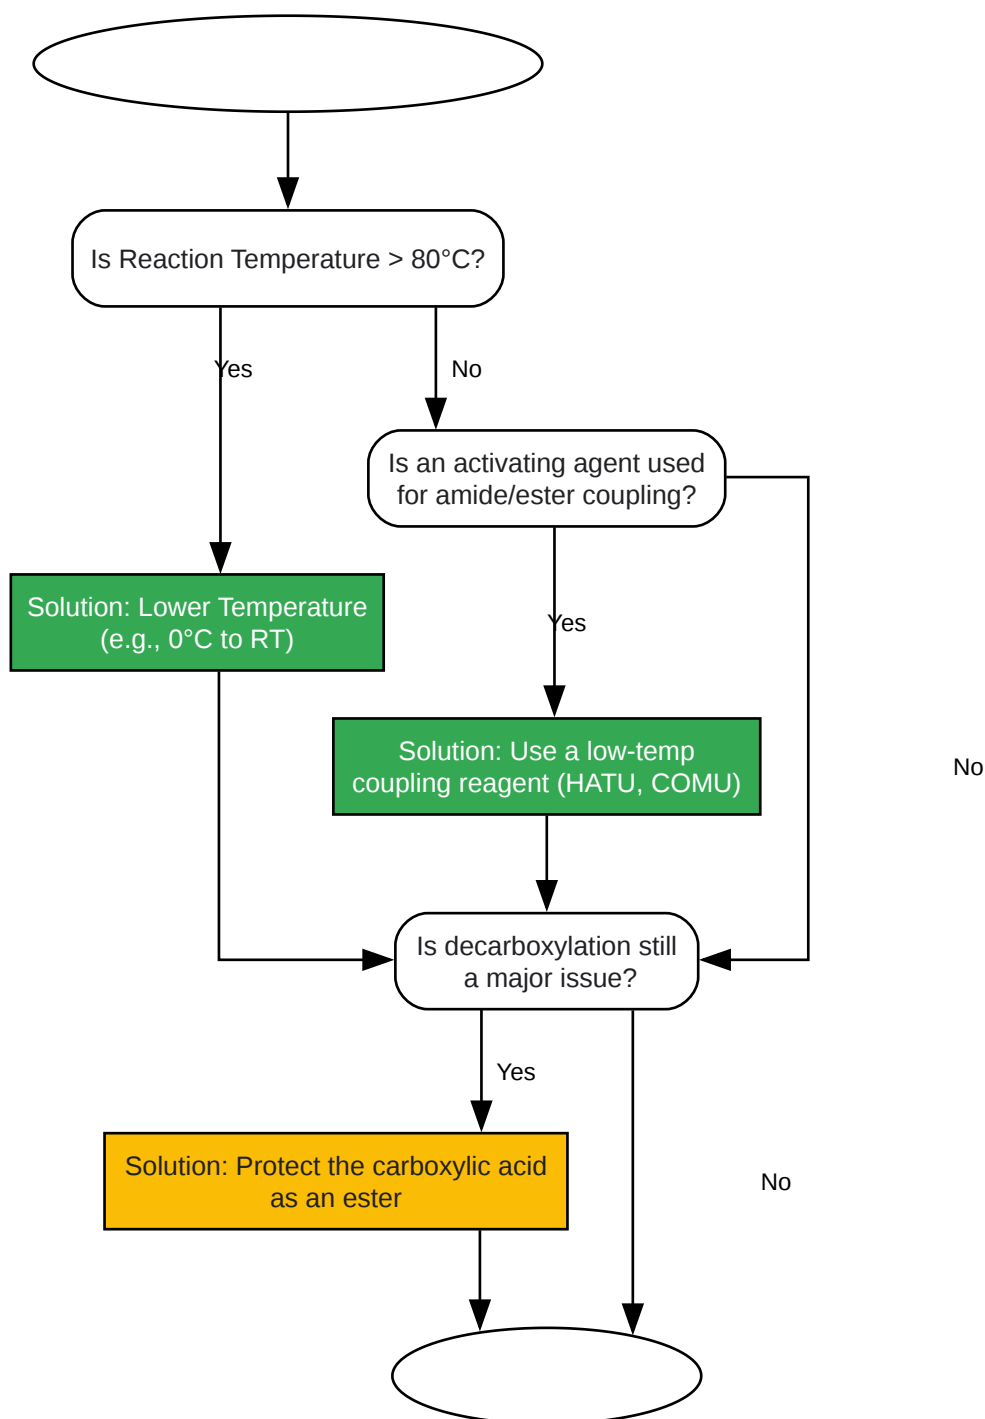 Is Reaction Temperature > 80°C?
Yes
No
Is an activating agent used
for amide/ester coupling?
Solution: Lower Temperature
(e.g., 0°C to RT)
Yes
Solution: Use a low-temp
coupling reagent (HATU, COMU)
No
Is decarboxylation still
a major issue?
Yes
Solution: Protect the carboxylic acid
as an ester
No